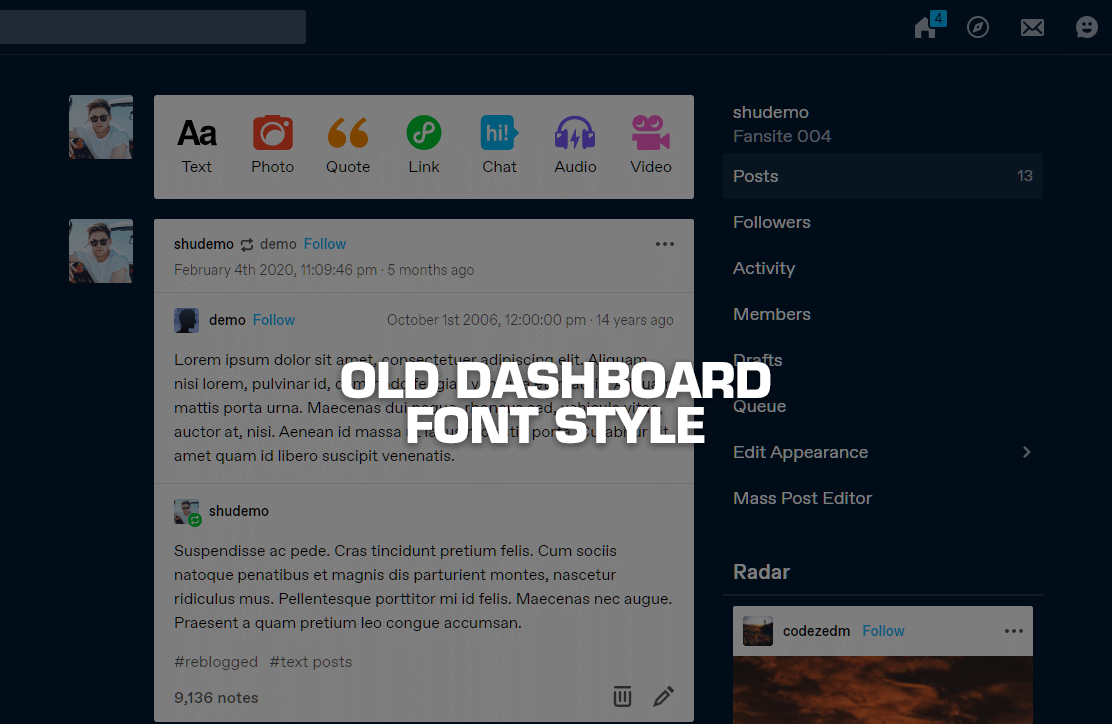 4
Aa
hi!
Text Photo Quote Link Chat Audio Video
shudemo demo Follow
February 4th 2020, 11:09:46 pm · 5 months ago
demo Follow October 1st 2006, 12:00:00 pm · 14 years ago
Lorem ipsum dolor sit amet, consectetuer adipiscing elit. Aliquam
nisi lorem, pulvinar id,
mattis porta urna. Maecenas
auctor at, nisi. Aenean id massa
amet quam id libero suscipit venenatis.
OLD DASHBOARD
FONT STYLE
shudemo
Suspendisse ac pede. Cras tincidunt pretium felis. Cum sociis
natoque penatibus et magnis dis parturient montes, nascetur
ridiculus mus. Pellentesque porttitor mi id felis. Maecenas nec augue.
Praesent a quam pretium leo congue accumsan.
#reblogged #text posts
9,136 notes
shudemo
Fansite 004
Posts 13
Followers
Activity
Members
Drafts
Queue
Edit Appearance
Mass Post Editor
Radar
codezedm Follow